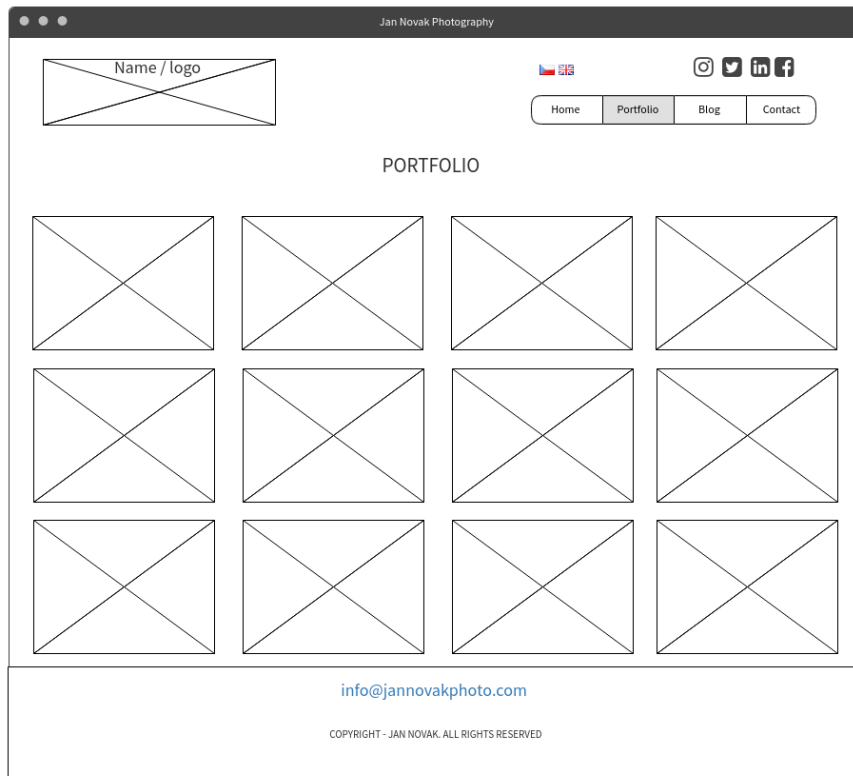 Jan Novak Photography
Name / logo
Home Portfolio Blog Contact
PORTFOLIO
info@jannovakphoto.com
COPYRIGHT - JAN NOVAK. ALL RIGHTS RESERVED